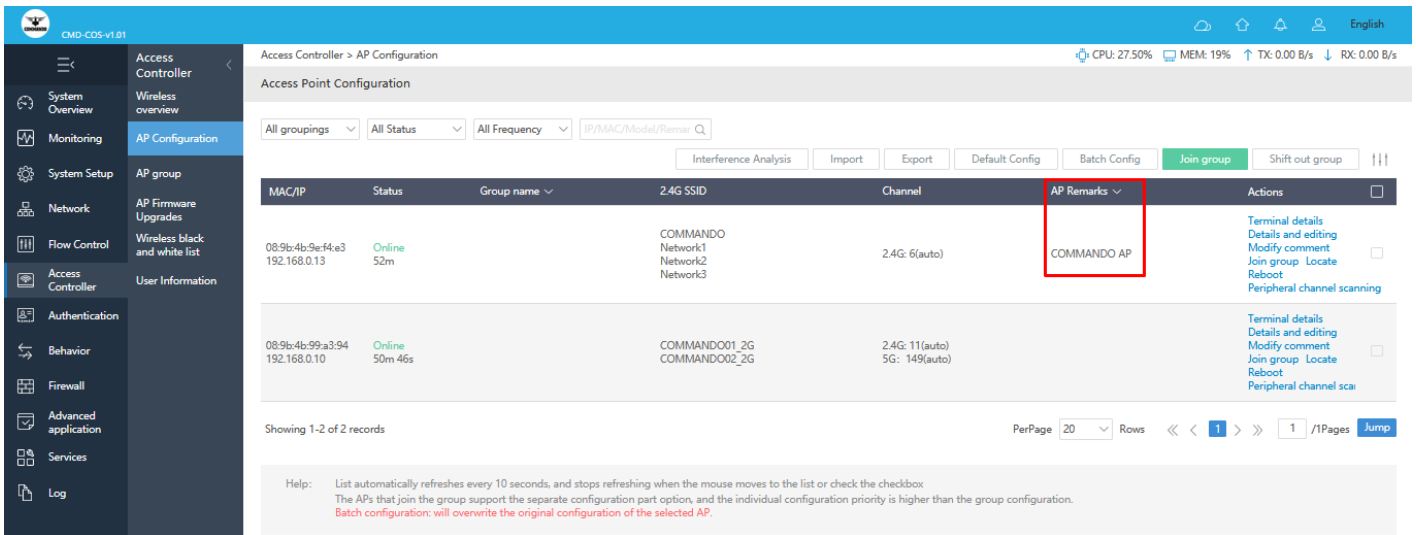 COMMANDO
CMD-COS-v1.01
English
Access Controller
Access Controller > AP Configuration
CPU: 27.50% MEM: 19% TX: 0.00 B/s RX: 0.00 B/s
Access Point Configuration
System Overview
Monitoring
System Setup
Network
Flow Control
Access Controller
Authentication
Behavior
Firewall
Advanced application
Services
Log
Wireless overview
AP Configuration
AP group
AP Firmware Upgrades
Wireless black and white list
User Information
All groupings All Status All Frequency IP/MAC/Model/Remar
Interference Analysis Import Export Default Config Batch Config Join group Shift out group
MAC/IP Status Group name 2.4G SSID Channel AP Remarks Actions
08:9b:4b:9e:f4:e3
192.168.0.13
Online
52m
COMMANDO
Network1
Network2
Network3
2.4G: 6(auto)
COMMANDO AP
Terminal details
Details and editing
Modify comment
Join group Locate
Reboot
Peripheral channel scanning
08:9b:4b:99:a3:94
192.168.0.10
Online
50m 46s
COMMANDO01_2G
COMMANDO02_2G
2.4G: 11(auto)
5G: 149(auto)
Terminal details
Details and editing
Modify comment
Join group Locate
Reboot
Peripheral channel scai
Showing 1-2 of 2 records
PerPage 20 Rows 1 1 /1Pages Jump
Help: List automatically refreshes every 10 seconds, and stops refreshing when the mouse moves to the list or check the checkbox
The APs that join the group support the separate configuration part option, and the individual configuration priority is higher than the group configuration.
Batch configuration: will overwrite the original configuration of the selected AP.